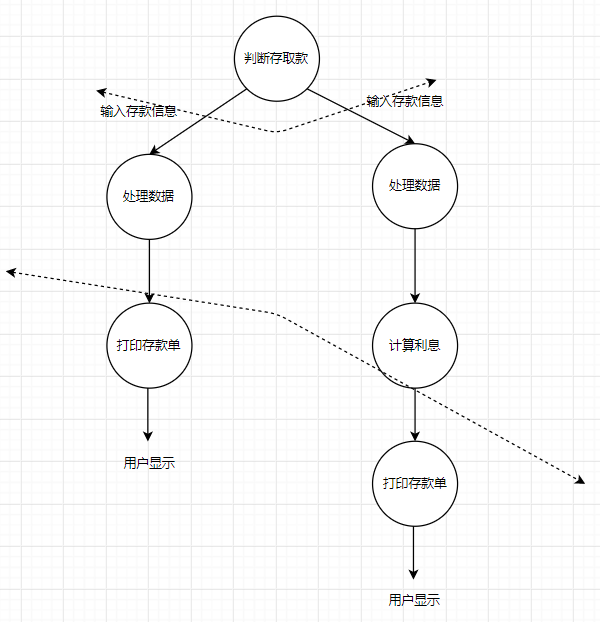 判断存取款
输入存款信息
输入存款信息
处理数据
处理数据
打印存款单
计算利息
用户显示
打印存款单
用户显示